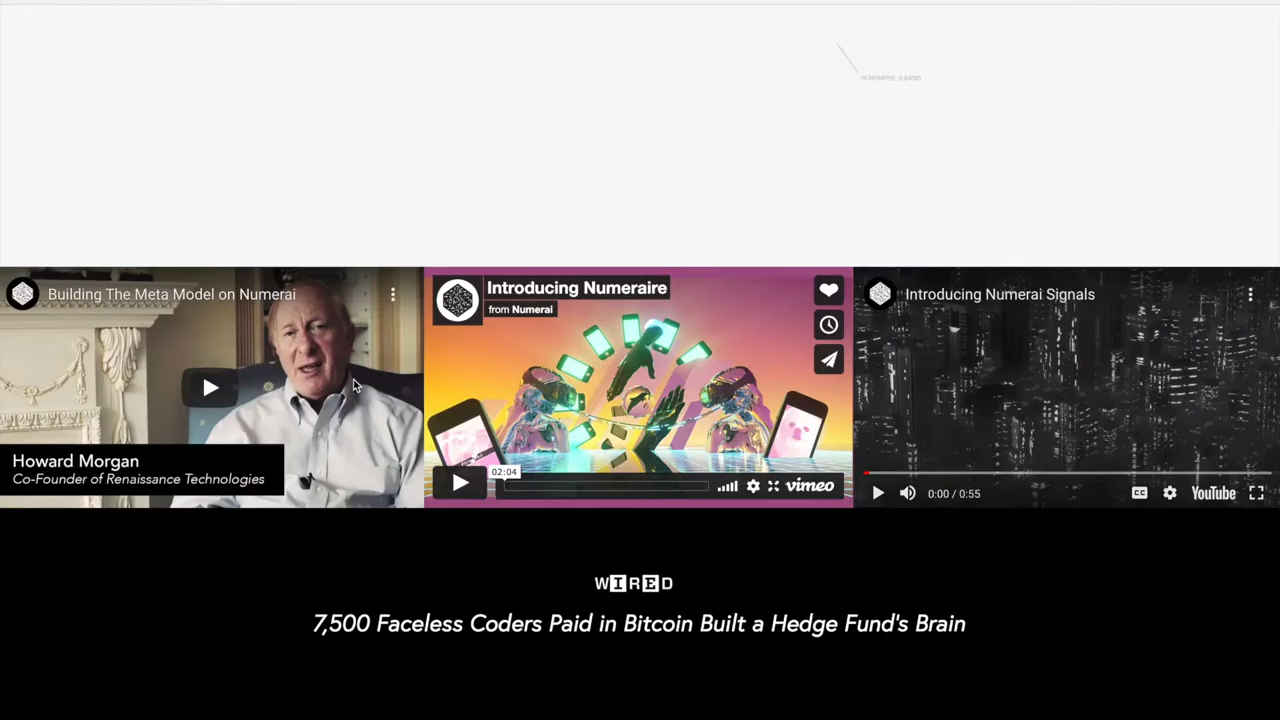 Building The Meta Model on Numerai
Howard Morgan
Co-Founder of Renaissance Technologies
Introducing Numeraire
from Numerai
02:04
vimeo
Introducing Numerai Signals
0:00 / 0:55
CC
YouTube
WIRED
7,500 Faceless Coders Paid in Bitcoin Built a Hedge Fund's Brain